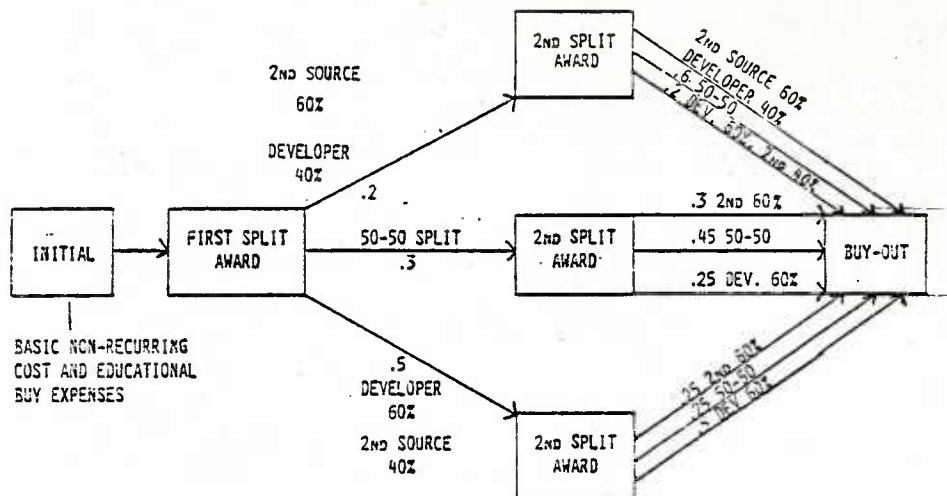 2ND SPLIT
AWARD
2ND SOURCE
60%
DEVELOPER
40%
.2
2ND SOURCE 60%
DEVELOPER 40%
.6 50-50
.2 DEV. 60%, 2ND 40%
INITIAL
FIRST SPLIT
AWARD
50-50 SPLIT
.3
2ND SPLIT
AWARD
.3 2ND 60%
.45 50-50
.25 DEV. 60%
BUY-OUT
BASIC NON-RECURRING
COST AND EDUCATIONAL
BUY EXPENSES
.5
DEVELOPER
60%
2ND SOURCE
40%
2ND SPLIT
AWARD
.25 2ND 60%
.25 50-50
.5 DEV 60%